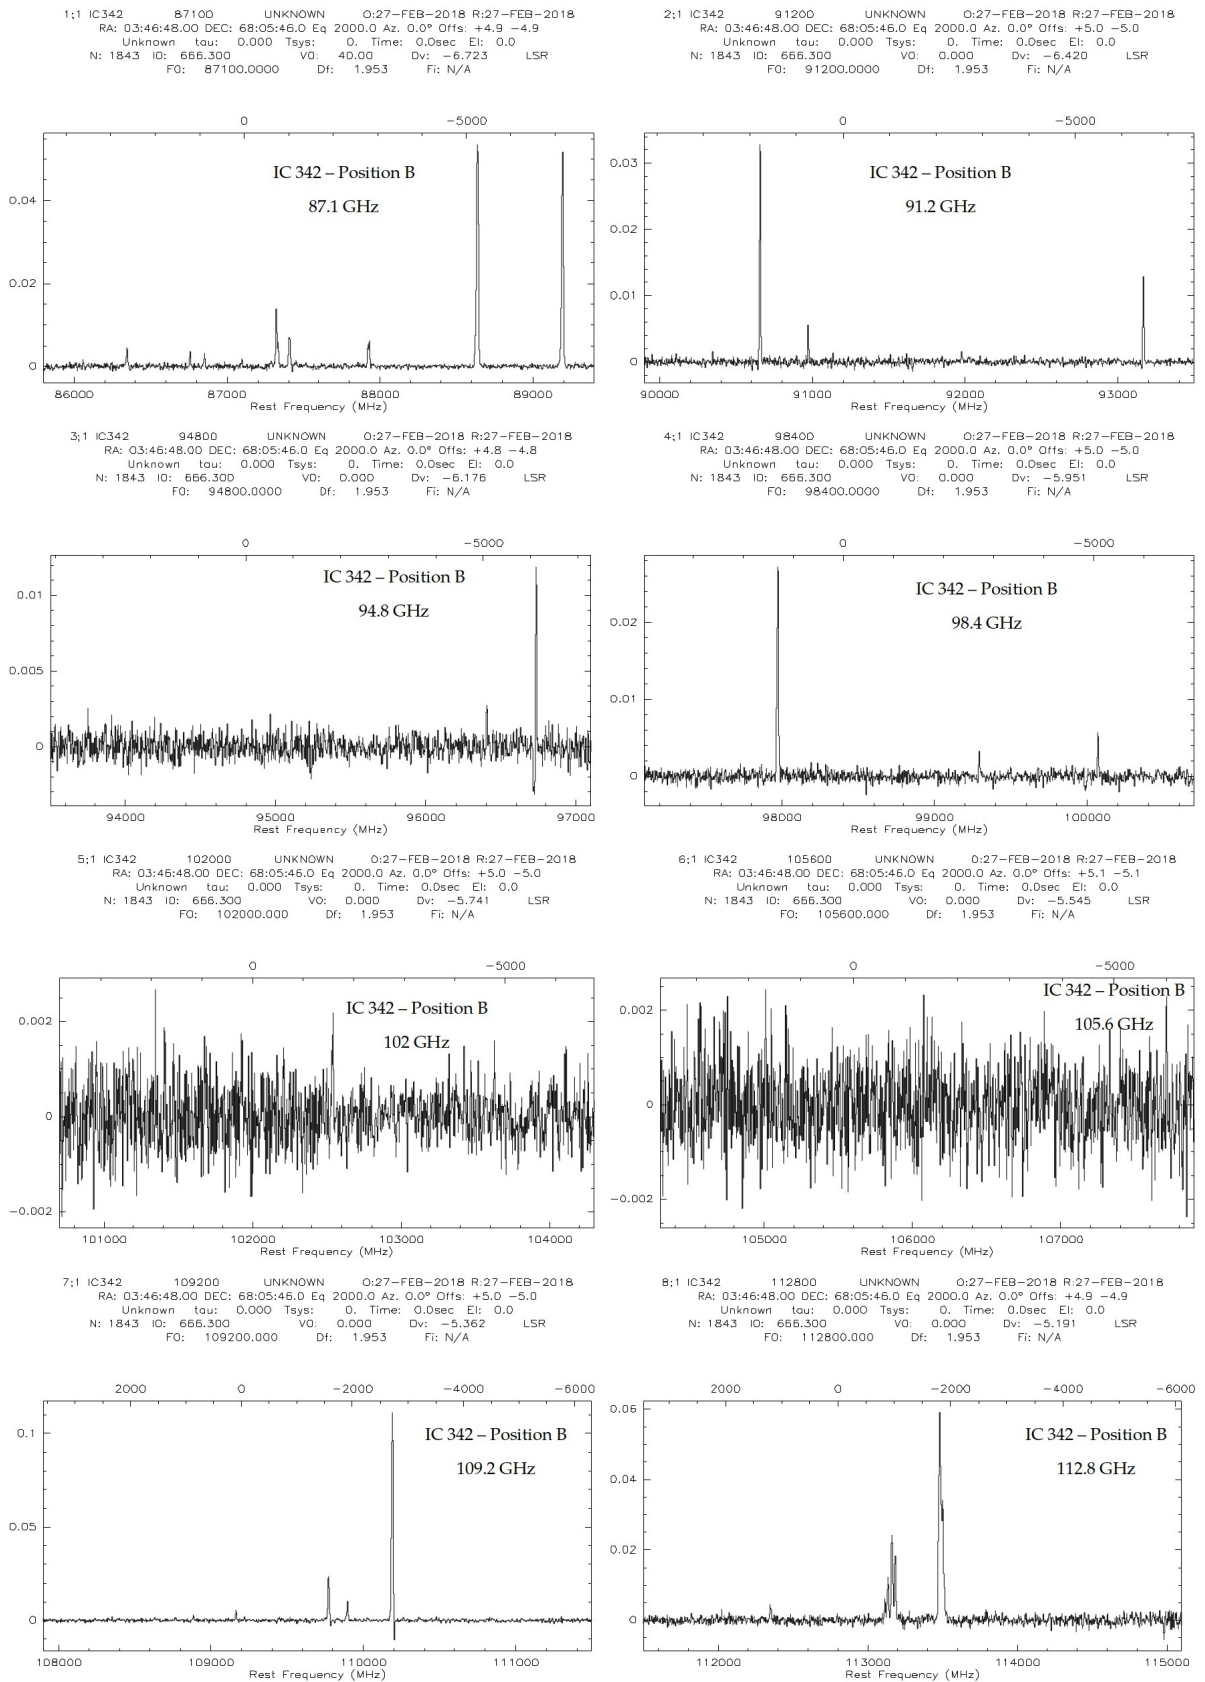 1;1 IC342 87100 UNKNOWN O:27-FEB-2018 R:27-FEB-2018
RA: 03:46:48.00 DEC: 68:05:46.0 Eq 2000.0 Az. 0.0° Offs: +4.9 -4.9
Unknown tau: 0.000 Tsys: 0. Time: 0.0sec El: 0.0
N: 1843 I0: 666.300 V0: 40.00 Dv: -6.723 LSR
F0: 87100.0000 Df: 1.953 Fi: N/A
0 -5000
IC 342 – Position B
87.1 GHz
0.04
0.02
0
86000 87000 88000 89000
Rest Frequency (MHz)
2;1 IC342 91200 UNKNOWN O:27-FEB-2018 R:27-FEB-2018
RA: 03:46:48.00 DEC: 68:05:46.0 Eq 2000.0 Az. 0.0° Offs: +5.0 -5.0
Unknown tau: 0.000 Tsys: 0. Time: 0.0sec El: 0.0
N: 1843 I0: 666.300 V0: 0.000 Dv: -6.420 LSR
F0: 91200.0000 Df: 1.953 Fi: N/A
0 -5000
IC 342 – Position B
91.2 GHz
0.03
0.02
0.01
0
90000 91000 92000 93000
Rest Frequency (MHz)
3;1 IC342 94800 UNKNOWN O:27-FEB-2018 R:27-FEB-2018
RA: 03:46:48.00 DEC: 68:05:46.0 Eq 2000.0 Az. 0.0° Offs: +4.8 -4.8
Unknown tau: 0.000 Tsys: 0. Time: 0.0sec El: 0.0
N: 1843 I0: 666.300 V0: 0.000 Dv: -6.176 LSR
F0: 94800.0000 Df: 1.953 Fi: N/A
0 -5000
IC 342 – Position B
94.8 GHz
0.01
0.005
0
94000 95000 96000 97000
Rest Frequency (MHz)
4;1 IC342 98400 UNKNOWN O:27-FEB-2018 R:27-FEB-2018
RA: 03:46:48.00 DEC: 68:05:46.0 Eq 2000.0 Az. 0.0° Offs: +5.0 -5.0
Unknown tau: 0.000 Tsys: 0. Time: 0.0sec El: 0.0
N: 1843 I0: 666.300 V0: 0.000 Dv: -5.951 LSR
F0: 98400.0000 Df: 1.953 Fi: N/A
0 -5000
IC 342 – Position B
98.4 GHz
0.02
0.01
0
98000 99000 100000
Rest Frequency (MHz)
5;1 IC342 102000 UNKNOWN O:27-FEB-2018 R:27-FEB-2018
RA: 03:46:48.00 DEC: 68:05:46.0 Eq 2000.0 Az. 0.0° Offs: +5.0 -5.0
Unknown tau: 0.000 Tsys: 0. Time: 0.0sec El: 0.0
N: 1843 I0: 666.300 V0: 0.000 Dv: -5.741 LSR
F0: 102000.000 Df: 1.953 Fi: N/A
0 -5000
IC 342 – Position B
102 GHz
0.002
0
-0.002
101000 102000 103000 104000
Rest Frequency (MHz)
6;1 IC342 105600 UNKNOWN O:27-FEB-2018 R:27-FEB-2018
RA: 03:46:48.00 DEC: 68:05:46.0 Eq 2000.0 Az. 0.0° Offs: +5.1 -5.1
Unknown tau: 0.000 Tsys: 0. Time: 0.0sec El: 0.0
N: 1843 I0: 666.300 V0: 0.000 Dv: -5.545 LSR
F0: 105600.000 Df: 1.953 Fi: N/A
0 -5000
IC 342 – Position B
105.6 GHz
0.002
0
-0.002
105000 106000 107000
Rest Frequency (MHz)
7;1 IC342 109200 UNKNOWN O:27-FEB-2018 R:27-FEB-2018
RA: 03:46:48.00 DEC: 68:05:46.0 Eq 2000.0 Az. 0.0° Offs: +5.0 -5.0
Unknown tau: 0.000 Tsys: 0. Time: 0.0sec El: 0.0
N: 1843 I0: 666.300 V0: 0.000 Dv: -5.362 LSR
F0: 109200.000 Df: 1.953 Fi: N/A
2000 0 -2000 -4000 -6000
IC 342 – Position B
109.2 GHz
0.1
0.05
0
108000 109000 110000 111000
Rest Frequency (MHz)
8;1 IC342 112800 UNKNOWN O:27-FEB-2018 R:27-FEB-2018
RA: 03:46:48.00 DEC: 68:05:46.0 Eq 2000.0 Az. 0.0° Offs: +4.9 -4.9
Unknown tau: 0.000 Tsys: 0. Time: 0.0sec El: 0.0
N: 1843 I0: 666.300 V0: 0.000 Dv: -5.191 LSR
F0: 112800.000 Df: 1.953 Fi: N/A
2000 0 -2000 -4000 -6000
IC 342 – Position B
112.8 GHz
0.06
0.04
0.02
0
112000 113000 114000 115000
Rest Frequency (MHz)